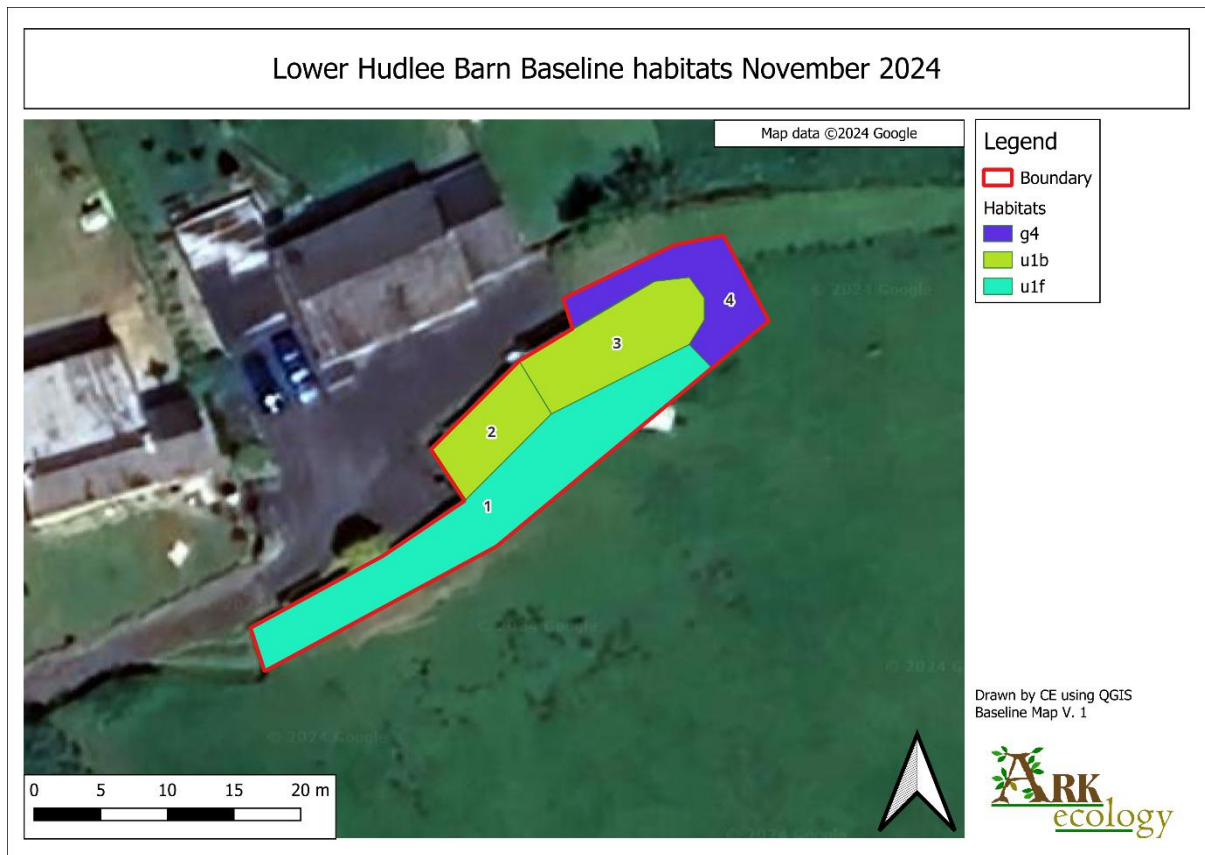 Lower Hudlee Barn Baseline habitats November 2024
Map data ©2024 Google
Legend
Boundary
Habitats
g4
u1b
u1f
© 2024 Google
4
3
2
1
© 2024 Google
© 2024 Google
© 2024 Google
0 5 10 15 20 m
Drawn by CE using QGIS
Baseline Map V. 1
ARK
ecology